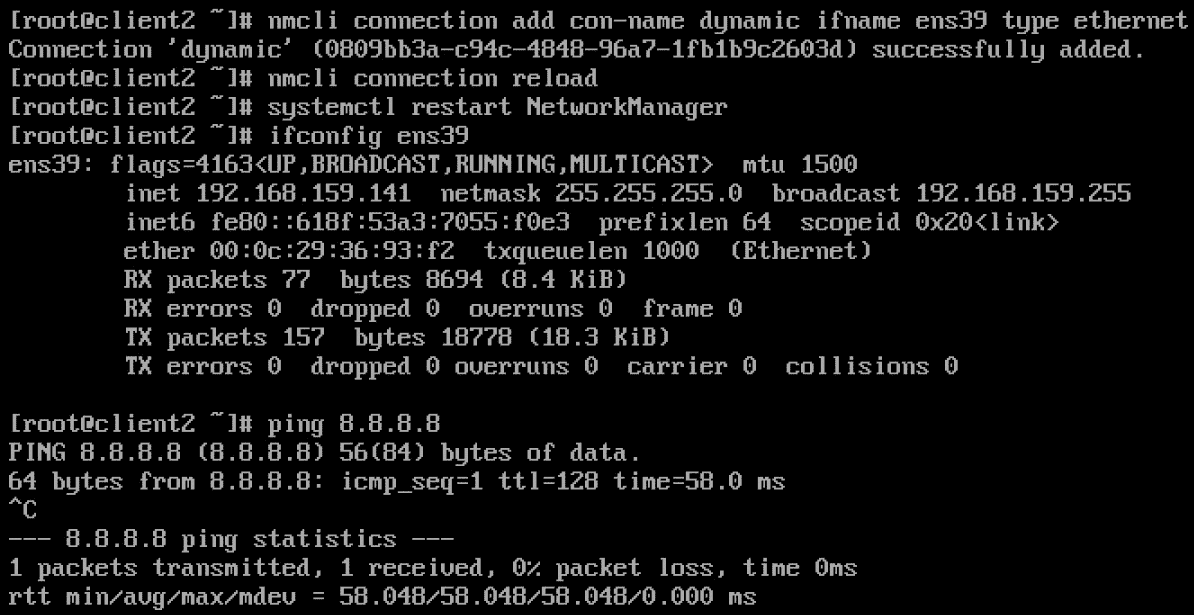 [root@client2 ~]# nmcli connection add con-name dynamic ifname ens39 type ethernet
Connection 'dynamic' (0809bb3a-c94c-4848-96a7-1fb1b9c2603d) successfully added.
[root@client2 ~]# nmcli connection reload
[root@client2 ~]# systemctl restart NetworkManager
[root@client2 ~]# ifconfig ens39
ens39: flags=4163<UP,BROADCAST,RUNNING,MULTICAST>  mtu 1500
        inet 192.168.159.141  netmask 255.255.255.0  broadcast 192.168.159.255
        inet6 fe80::618f:53a3:7055:f0e3  prefixlen 64  scopeid 0x20<link>
        ether 00:0c:29:36:93:f2  txqueuelen 1000  (Ethernet)
        RX packets 77  bytes 8694 (8.4 KiB)
        RX errors 0  dropped 0  overruns 0  frame 0
        TX packets 157  bytes 18778 (18.3 KiB)
        TX errors 0  dropped 0 overruns 0  carrier 0  collisions 0
[root@client2 ~]# ping 8.8.8.8
PING 8.8.8.8 (8.8.8.8) 56(84) bytes of data.
64 bytes from 8.8.8.8: icmp_seq=1 ttl=128 time=58.0 ms
^C
--- 8.8.8.8 ping statistics ---
1 packets transmitted, 1 received, 0% packet loss, time 0ms
rtt min/avg/max/mdev = 58.048/58.048/58.048/0.000 ms